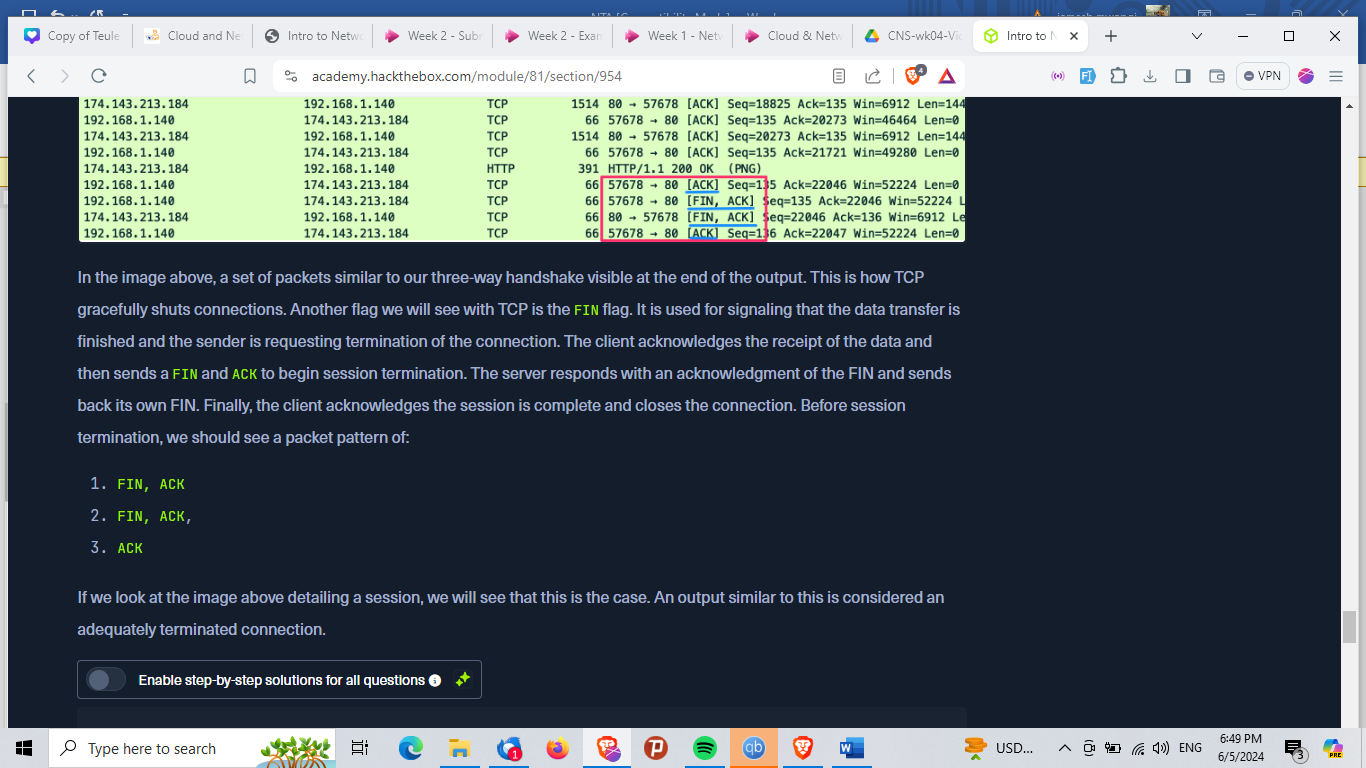 Copy of Teule
Cloud and Ne
Intro to Netwo
Week 2 - Subn
Week 2 - Exam
Week 1 - Netw
Cloud & Netw
CNS-wk04-Vid
Intro to N
academy.hackthebox.com/module/81/section/954
4
VPN
174.143.213.184 192.168.1.140 TCP 1514 80 → 57678 [ACK] Seq=18825 Ack=135 Win=6912 Len=144
192.168.1.140 174.143.213.184 TCP 66 57678 → 80 [ACK] Seq=135 Ack=20273 Win=46464 Len=0
174.143.213.184 192.168.1.140 TCP 1514 80 → 57678 [ACK] Seq=20273 Ack=135 Win=6912 Len=144
192.168.1.140 174.143.213.184 TCP 66 57678 → 80 [ACK] Seq=135 Ack=21721 Win=49280 Len=0
174.143.213.184 192.168.1.140 HTTP 391 HTTP/1.1 200 OK (PNG)
192.168.1.140 174.143.213.184 TCP 66 57678 → 80 [ACK] Seq=135 Ack=22046 Win=52224 Len=0
192.168.1.140 174.143.213.184 TCP 66 57678 → 80 [FIN, ACK] Seq=135 Ack=22046 Win=52224 L
174.143.213.184 192.168.1.140 TCP 66 80 → 57678 [FIN, ACK] Seq=22046 Ack=136 Win=6912 Le
192.168.1.140 174.143.213.184 TCP 66 57678 → 80 [ACK] Seq=136 Ack=22047 Win=52224 Len=0
In the image above, a set of packets similar to our three-way handshake visible at the end of the output. This is how TCP
gracefully shuts connections. Another flag we will see with TCP is the FIN flag. It is used for signaling that the data transfer is
finished and the sender is requesting termination of the connection. The client acknowledges the receipt of the data and
then sends a FIN and ACK to begin session termination. The server responds with an acknowledgment of the FIN and sends
back its own FIN. Finally, the client acknowledges the session is complete and closes the connection. Before session
termination, we should see a packet pattern of:
1. FIN, ACK
2. FIN, ACK,
3. ACK
If we look at the image above detailing a session, we will see that this is the case. An output similar to this is considered an
adequately terminated connection.
Enable step-by-step solutions for all questions
Type here to search
1
qb
USD...
ENG
6:49 PM
6/5/2024
3
PRE